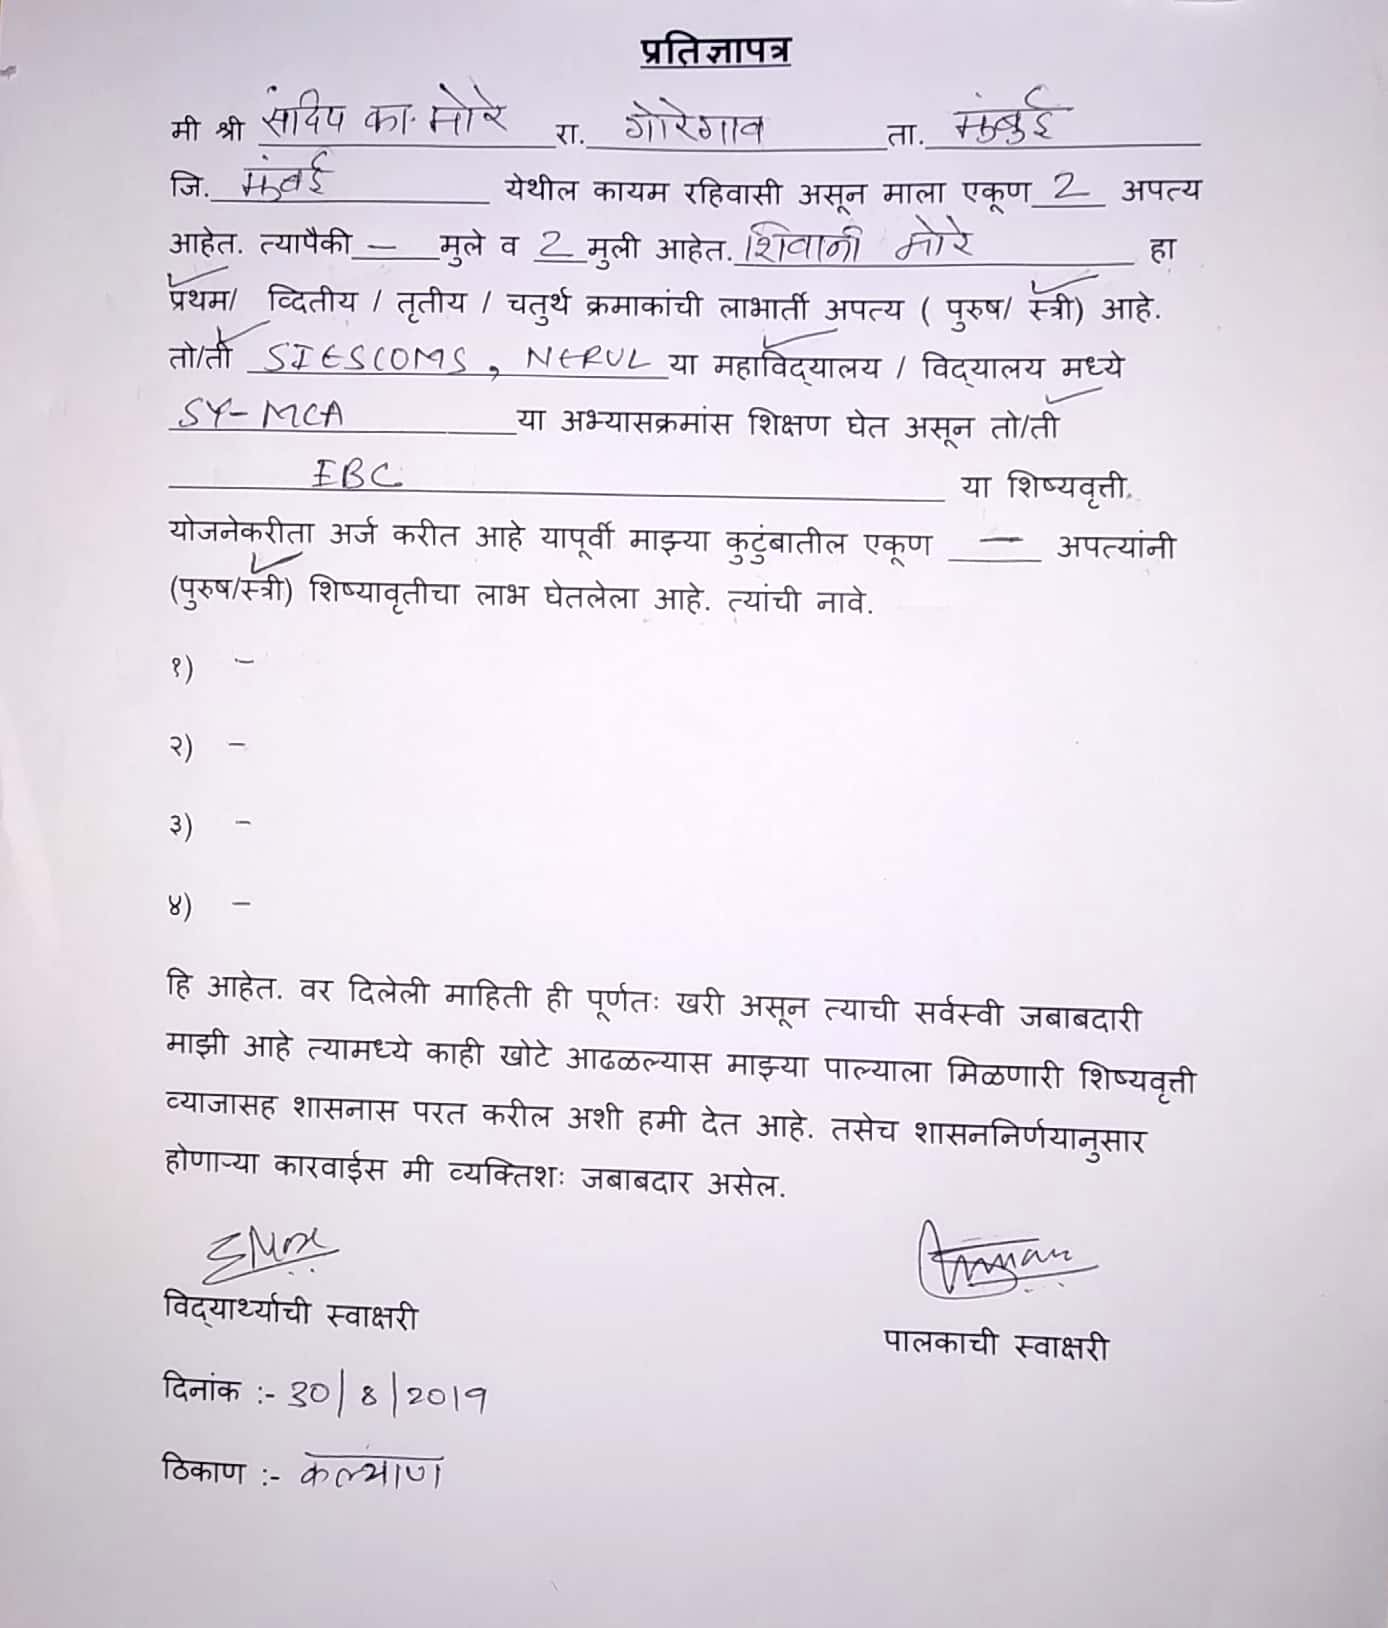 प्रतिज्ञापत्र
मी श्री संदिप का. मोरे रा. गोरेगाव ता. मुंबई
जि. मुंबई येथील कायम रहिवासी असून माला एकूण 2 अपत्य
आहेत. त्यापैकी — मुले व 2 मुली आहेत. शिवानी मोरे हा
प्रथम/ व्दितीय / तृतीय / चतुर्थ क्रमाकांची लाभार्ती अपत्य ( पुरुष/ स्त्री) आहे.
तो/ती SIESCOMS, NERUL या महाविद्यालय / विद्यालय मध्ये
SY-MCA या अभ्यासक्रमांस शिक्षण घेत असून तो/ती
EBC या शिष्यवृत्ती.
योजनेकरीता अर्ज करीत आहे यापूर्वी माझ्या कुटुंबातील एकूण — अपत्यांनी
(पुरुष/स्त्री) शिष्यावृतीचा लाभ घेतलेला आहे. त्यांची नावे.
१) -
२) -
३) -
४) -
हि आहेत. वर दिलेली माहिती ही पूर्णतः खरी असून त्याची सर्वस्वी जबाबदारी
माझी आहे त्यामध्ये काही खोटे आढळल्यास माझ्या पाल्याला मिळणारी शिष्यवृत्ती
व्याजासह शासनास परत करील अशी हमी देत आहे. तसेच शासननिर्णयानुसार
होणाऱ्या कारवाईस मी व्यक्तिशः जबाबदार असेल.
विद्यार्थ्याची स्वाक्षरी
पालकाची स्वाक्षरी
दिनांक :- 30/8/2019
ठिकाण :- कल्याण